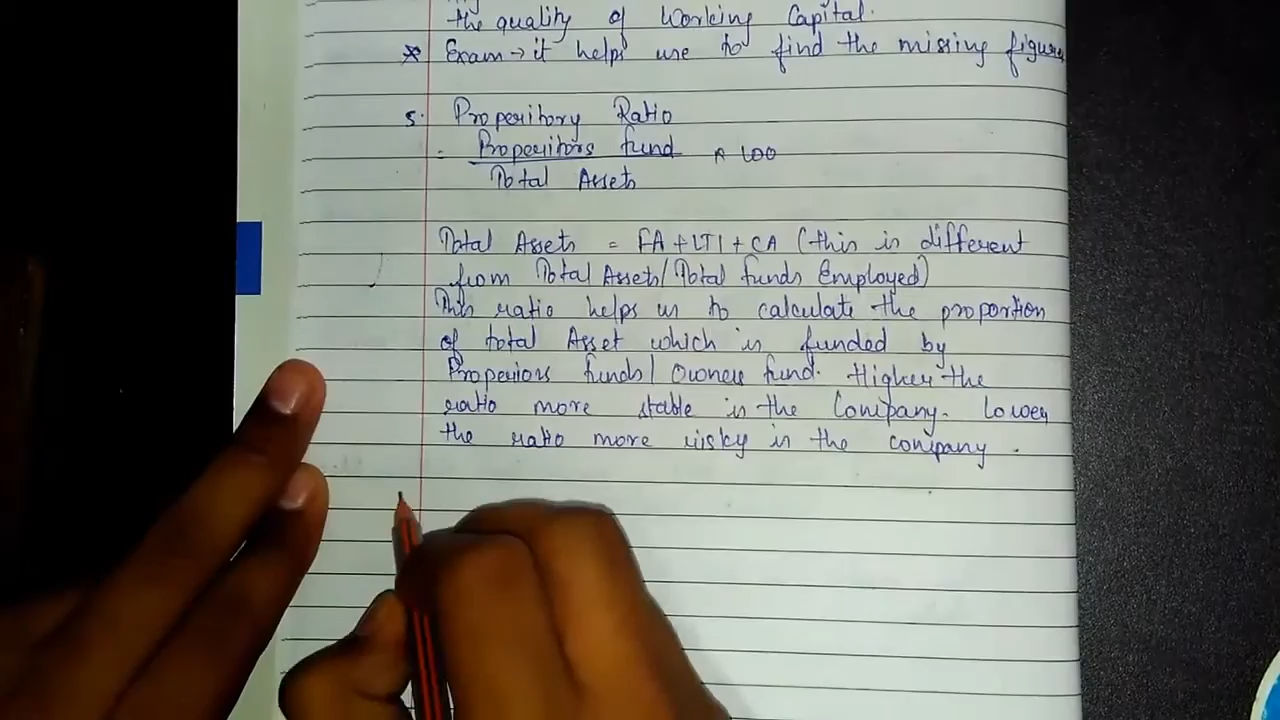 the quality of Working Capital.
* Exam → it helps use to find the missing figures
5. Properitory Ratio
= Properitors fund × 100
Total Assets
Total Assets = FA + LTI + CA (this is different
from Total Assets/Total funds Employed)
This ratio helps us to calculate the proportion
of total Asset which is funded by
Properiors funds/Owners fund. Higher the
ratio more stable is the Company. Lower
the ratio more risky is the company.